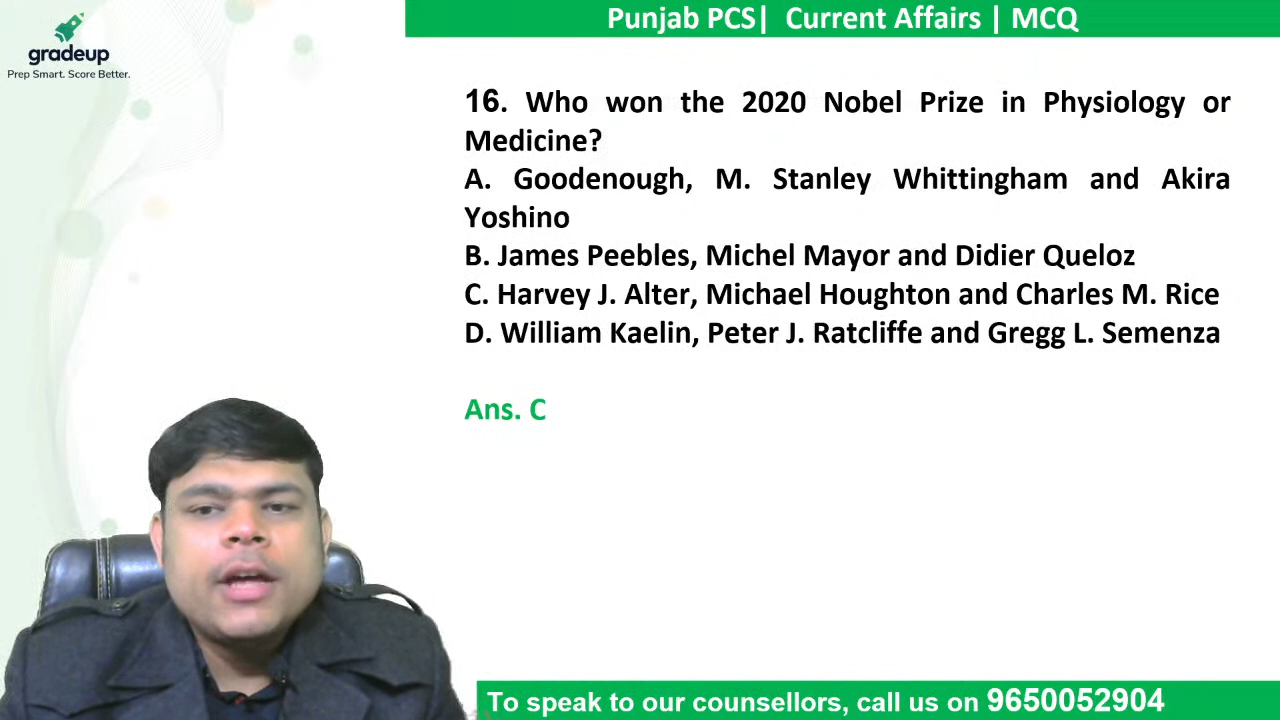 Punjab PCS| Current Affairs | MCQ
gradeup
Prep Smart. Score Better.
16. Who won the 2020 Nobel Prize in Physiology or
Medicine?
A. Goodenough, M. Stanley Whittingham and Akira
Yoshino
B. James Peebles, Michel Mayor and Didier Queloz
C. Harvey J. Alter, Michael Houghton and Charles M. Rice
D. William Kaelin, Peter J. Ratcliffe and Gregg L. Semenza
Ans. C
To speak to our counsellors, call us on 9650052904